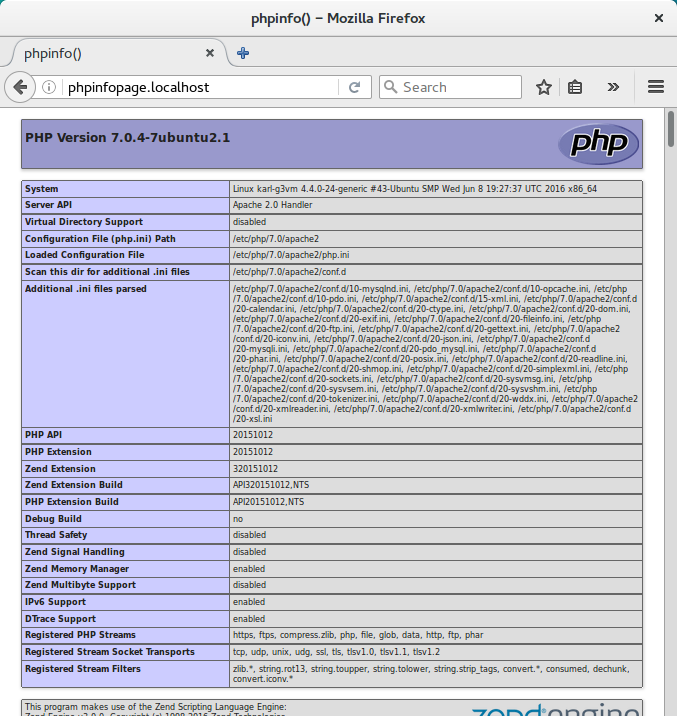 phpinfo() – Mozilla Firefox
phpinfo()
phpinfopage.localhost
Search
PHP Version 7.0.4-7ubuntu2.1
php
System Linux karl-g3vm 4.4.0-24-generic #43-Ubuntu SMP Wed Jun 8 19:27:37 UTC 2016 x86_64
Server API Apache 2.0 Handler
Virtual Directory Support disabled
Configuration File (php.ini) Path /etc/php/7.0/apache2
Loaded Configuration File /etc/php/7.0/apache2/php.ini
Scan this dir for additional .ini files /etc/php/7.0/apache2/conf.d
Additional .ini files parsed /etc/php/7.0/apache2/conf.d/10-mysqlnd.ini, /etc/php/7.0/apache2/conf.d/10-opcache.ini, /etc/php
/7.0/apache2/conf.d/10-pdo.ini, /etc/php/7.0/apache2/conf.d/15-xml.ini, /etc/php/7.0/apache2/conf.d
/20-calendar.ini, /etc/php/7.0/apache2/conf.d/20-ctype.ini, /etc/php/7.0/apache2/conf.d/20-dom.ini,
/etc/php/7.0/apache2/conf.d/20-exif.ini, /etc/php/7.0/apache2/conf.d/20-fileinfo.ini, /etc/php
/7.0/apache2/conf.d/20-ftp.ini, /etc/php/7.0/apache2/conf.d/20-gettext.ini, /etc/php/7.0/apache2
/conf.d/20-iconv.ini, /etc/php/7.0/apache2/conf.d/20-json.ini, /etc/php/7.0/apache2/conf.d
/20-mysqli.ini, /etc/php/7.0/apache2/conf.d/20-pdo_mysql.ini, /etc/php/7.0/apache2/conf.d
/20-phar.ini, /etc/php/7.0/apache2/conf.d/20-posix.ini, /etc/php/7.0/apache2/conf.d/20-readline.ini,
/etc/php/7.0/apache2/conf.d/20-shmop.ini, /etc/php/7.0/apache2/conf.d/20-simplexml.ini, /etc/php
/7.0/apache2/conf.d/20-sockets.ini, /etc/php/7.0/apache2/conf.d/20-sysvmsg.ini, /etc/php
/7.0/apache2/conf.d/20-sysvsem.ini, /etc/php/7.0/apache2/conf.d/20-sysvshm.ini, /etc/php
/7.0/apache2/conf.d/20-tokenizer.ini, /etc/php/7.0/apache2/conf.d/20-wddx.ini, /etc/php/7.0/apache2
/conf.d/20-xmlreader.ini, /etc/php/7.0/apache2/conf.d/20-xmlwriter.ini, /etc/php/7.0/apache2/conf.d
/20-xsl.ini
PHP API 20151012
PHP Extension 20151012
Zend Extension 320151012
Zend Extension Build API320151012,NTS
PHP Extension Build API20151012,NTS
Debug Build no
Thread Safety disabled
Zend Signal Handling disabled
Zend Memory Manager enabled
Zend Multibyte Support disabled
IPv6 Support enabled
DTrace Support enabled
Registered PHP Streams https, ftps, compress.zlib, php, file, glob, data, http, ftp, phar
Registered Stream Socket Transports tcp, udp, unix, udg, ssl, tls, tlsv1.0, tlsv1.1, tlsv1.2
Registered Stream Filters zlib.*, string.rot13, string.toupper, string.tolower, string.strip_tags, convert.*, consumed, dechunk,
convert.iconv.*
This program makes use of the Zend Scripting Language Engine:
zend engine